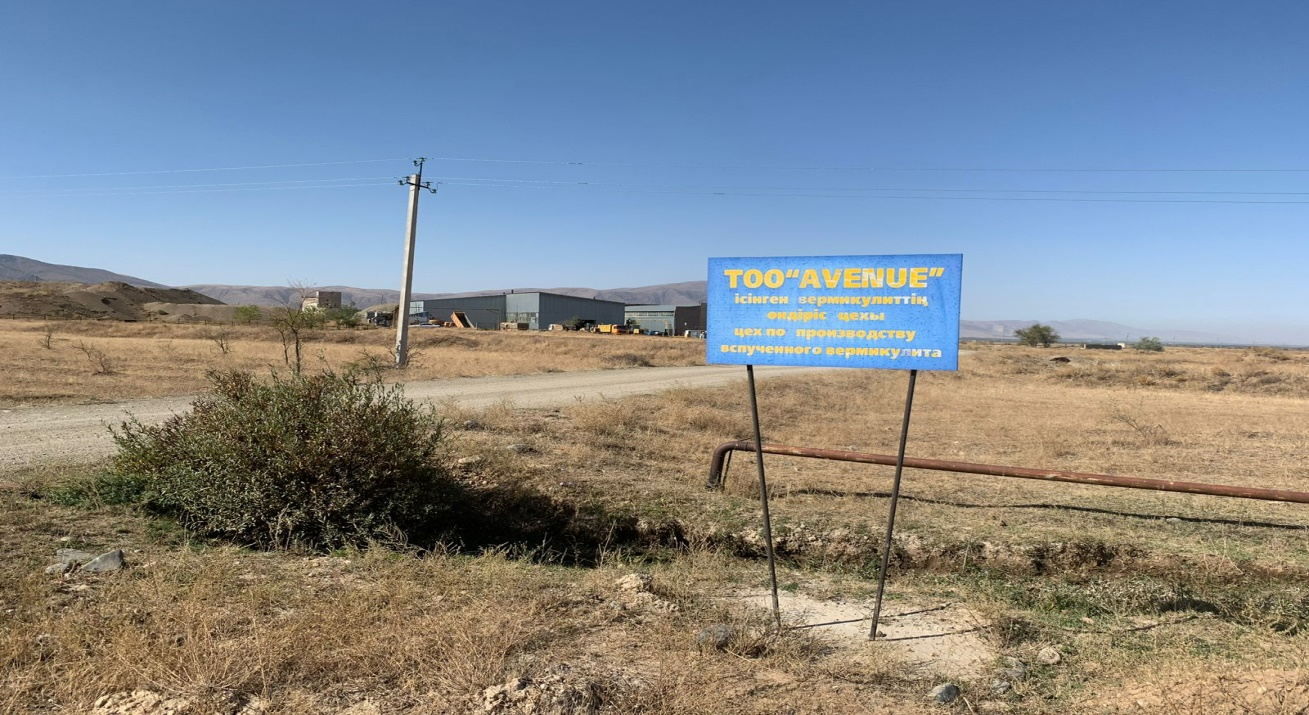 ТОО“AVENUE”
ісінген вермикулиттің
өндіріс цехы
цех по производству
вспученного вермикулита